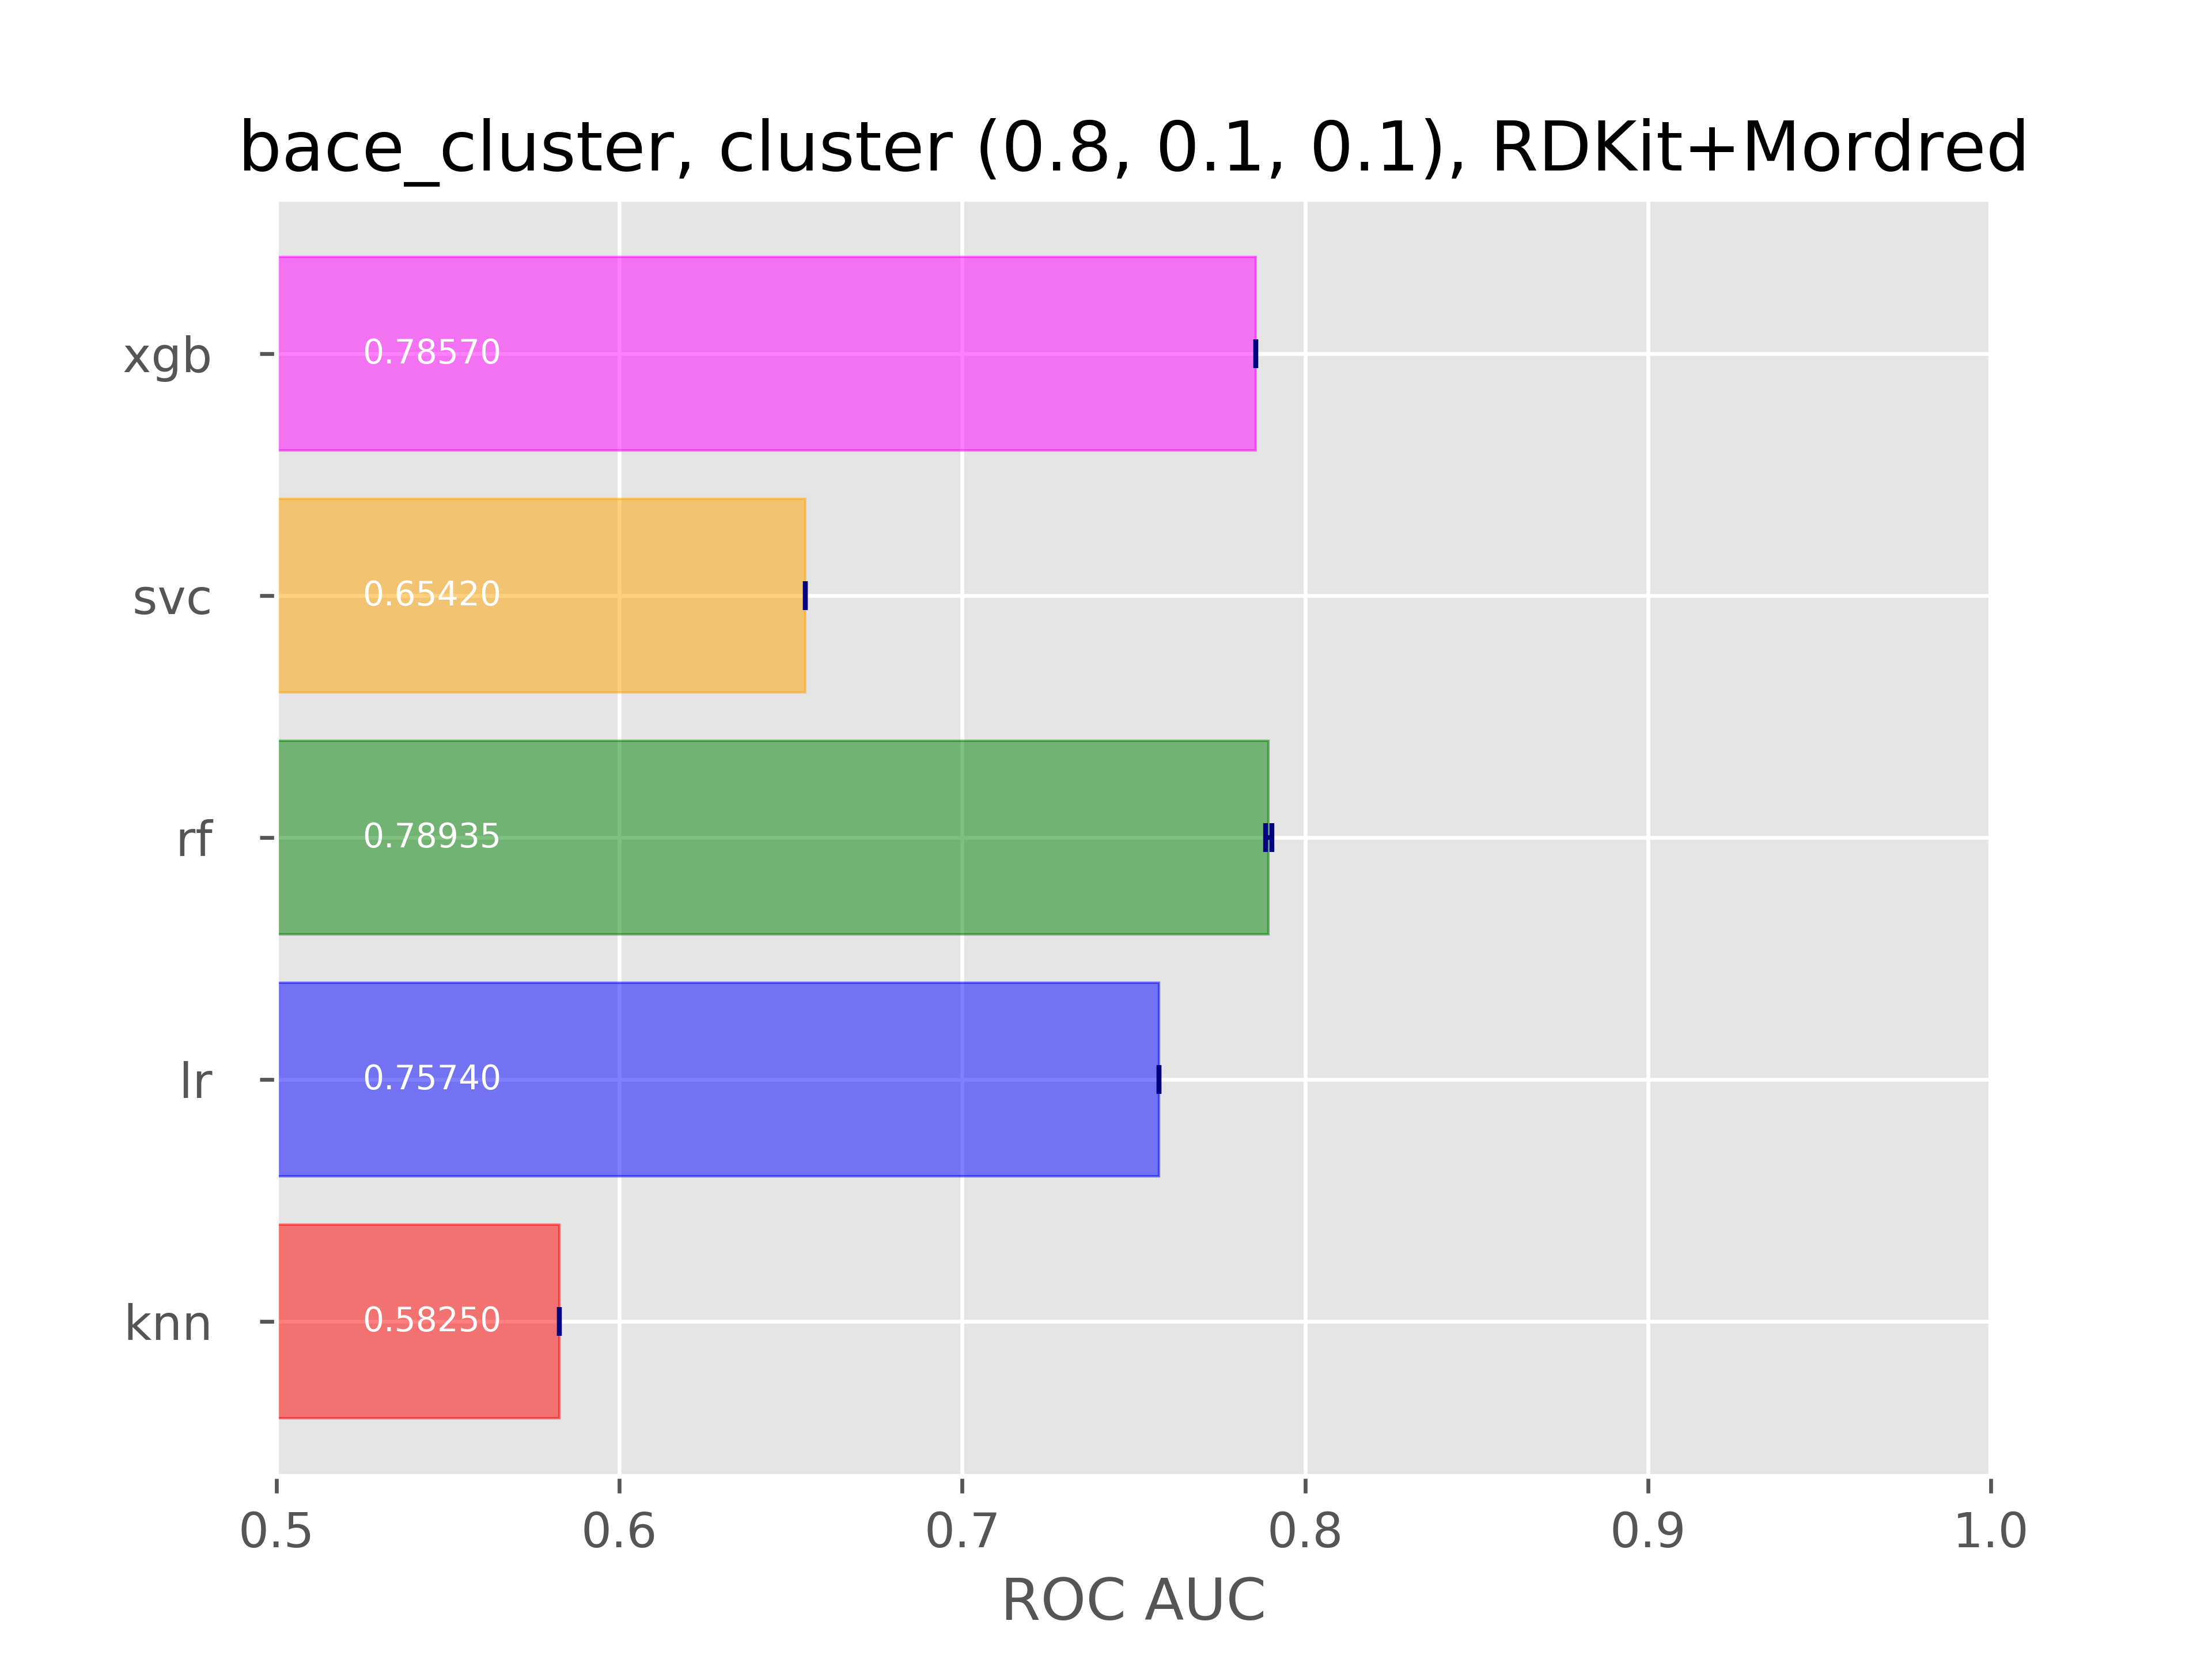 bace_cluster, cluster (0.8, 0.1, 0.1), RDKit+Mordred
xgb
0.78570
svc
0.65420
rf
0.78935
lr
0.75740
knn
0.58250
0.5 0.6 0.7 0.8 0.9 1.0
ROC AUC